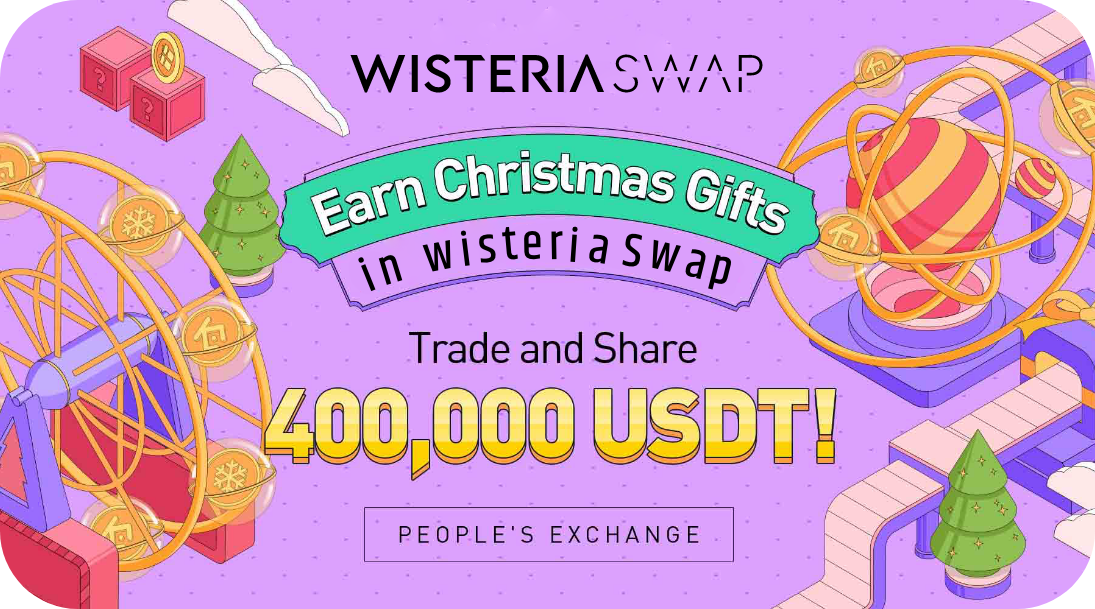 WISTERIA SWAP
Earn Christmas Gifts
in wisteria Swap
Trade and Share
400,000 USDT!
PEOPLE'S EXCHANGE
? ?